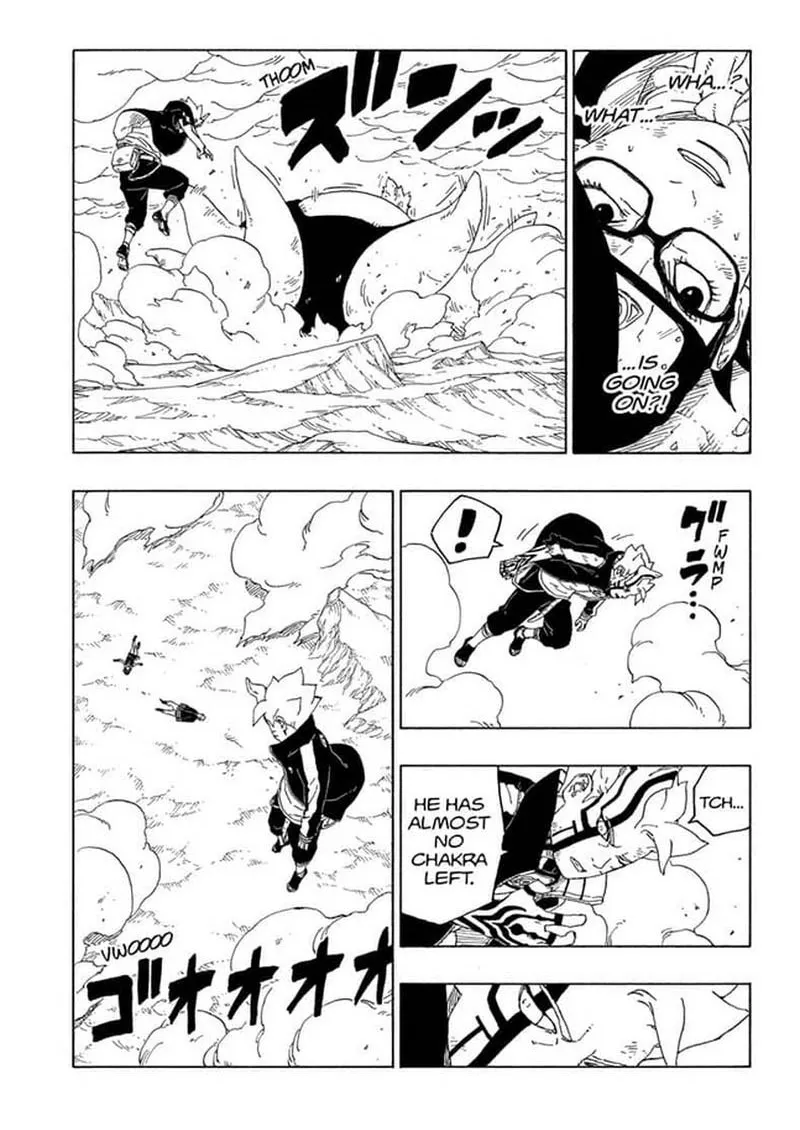 WHA...?
WHAT...
...IS
GOING
ON?!
THOOM
ズンッ
!
グラ...
FWMP
TCH...
HE HAS
ALMOST
NO
CHAKRA
LEFT.
VWOOOO
ゴオオオオ